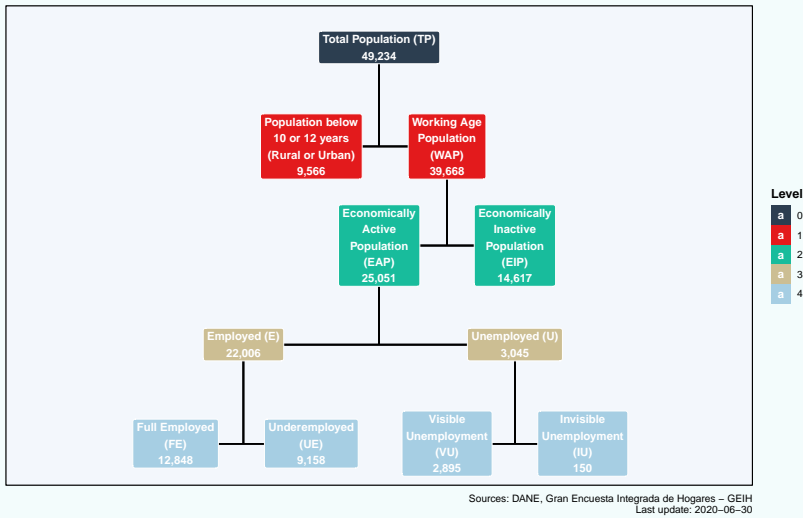 Total Population (TP)
49,234
Population below
10 or 12 years
(Rural or Urban)
9,566
Working Age
Population
(WAP)
39,668
Economically
Active
Population
(EAP)
25,051
Economically
Inactive
Population
(EIP)
14,617
Employed (E)
22,006
Unemployed (U)
3,045
Full Employed
(FE)
12,848
Underemployed
(UE)
9,158
Visible
Unemployment
(VU)
2,895
Invisible
Unemployment
(IU)
150
Level
a 0
a 1
a 2
a 3
a 4
Sources: DANE, Gran Encuesta Integrada de Hogares – GEIH
Last update: 2020–06–30